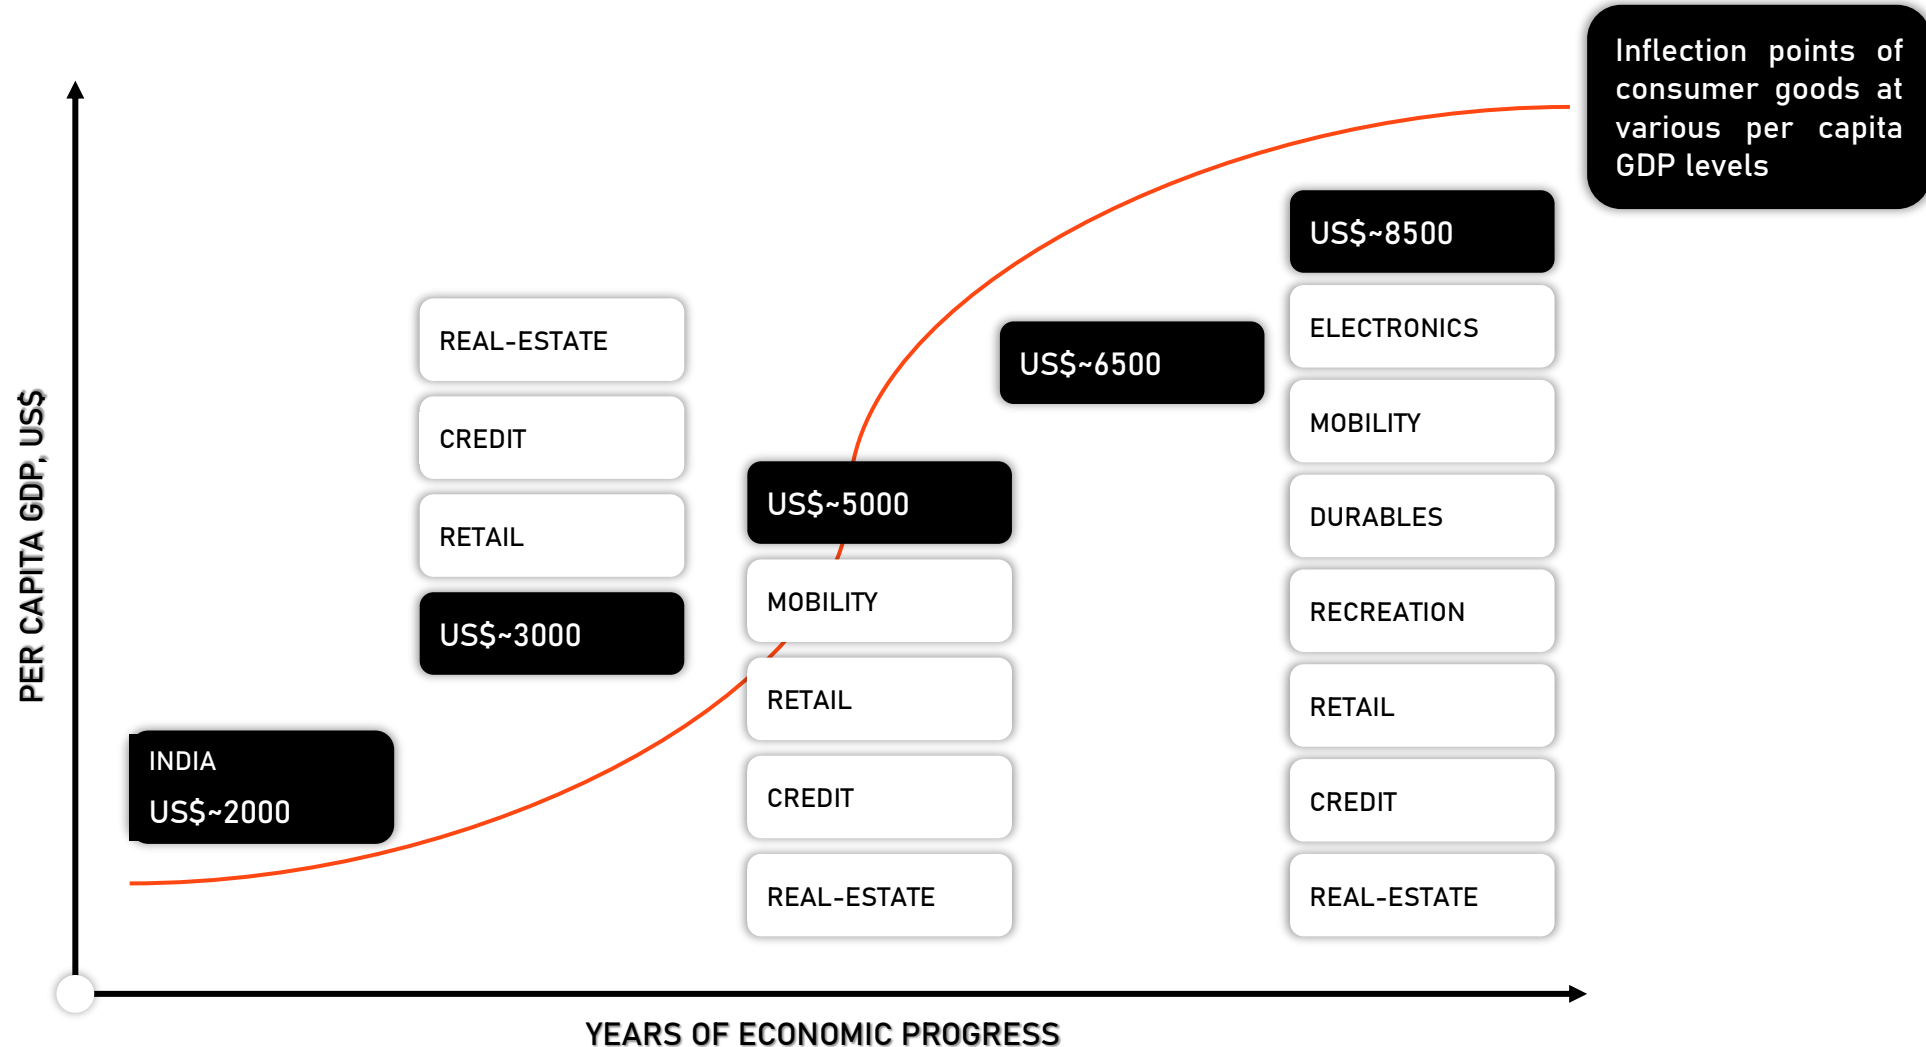 Inflection points of
consumer goods at
various per capita
GDP levels
PER CAPITA GDP, US$
INDIA
US$~2000
REAL-ESTATE
CREDIT
RETAIL
US$~3000
US$~5000
MOBILITY
RETAIL
CREDIT
REAL-ESTATE
US$~6500
US$~8500
ELECTRONICS
MOBILITY
DURABLES
RECREATION
RETAIL
CREDIT
REAL-ESTATE
YEARS OF ECONOMIC PROGRESS